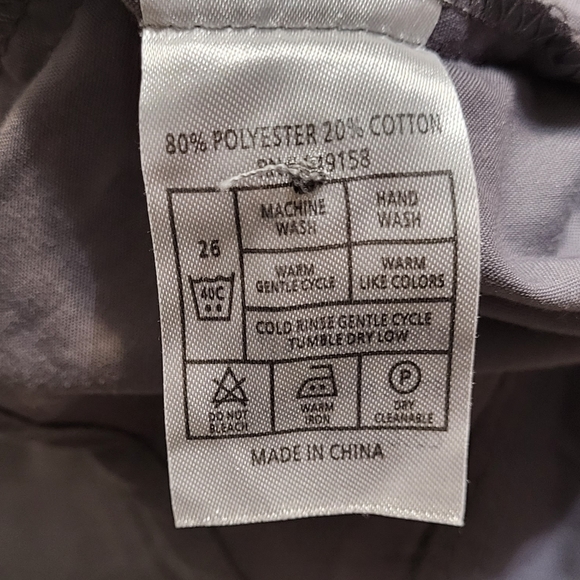 80% POLYESTER 20% COTTON
49158
26
40C
MACHINE
WASH
HAND
WASH
WARM
GENTLE CYCLE
WARM
LIKE COLORS
COLD RINSE GENTLE CYCLE
TUMBLE DRY LOW
DO NOT
BLEACH
WARM
IRON
P
DRY
CLEANABLE
MADE IN CHINA